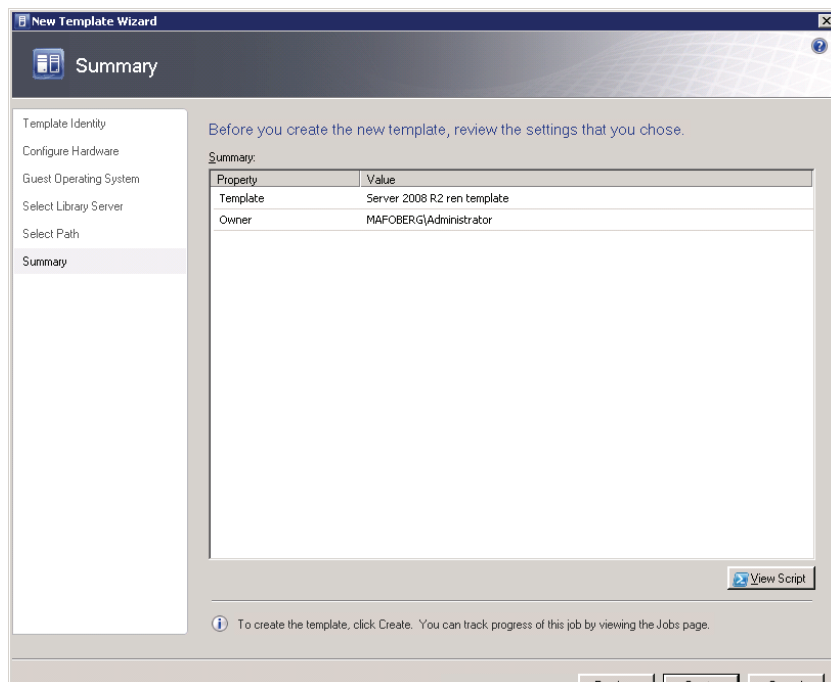 New Template Wizard
Summary
Template Identity
Configure Hardware
Guest Operating System
Select Library Server
Select Path
Summary
Before you create the new template, review the settings that you chose.
Summary:
Property Value
Template Server 2008 R2 ren template
Owner MAFOBERG\Administrator
View Script
To create the template, click Create. You can track progress of this job by viewing the Jobs page.